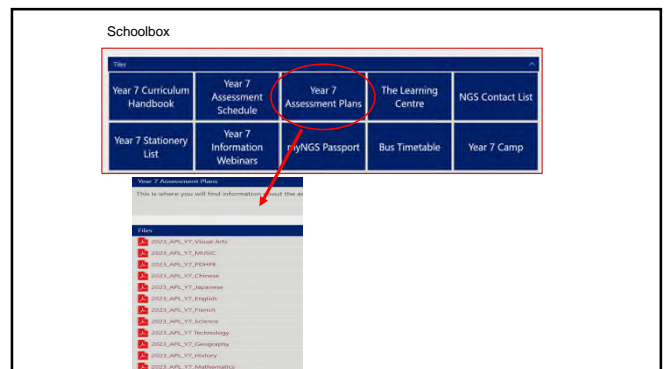 Schoolbox
Tiles
Year 7 Curriculum Handbook
Year 7 Assessment Schedule
Year 7 Assessment Plans
The Learning Centre
NGS Contact List
Year 7 Stationery List
Year 7 Information Webinars
myNGS Passport
Bus Timetable
Year 7 Camp
Year 7 Assessment Plans
This is where you will find information about the
Files
2023_APL_Y7_Visual Arts
2023_APL_Y7_MUSIC
2023_APL_Y7_PDHPE
2023_APL_Y7_Chinese
2023_APL_Y7_Japanese
2023_APL_Y7_English
2023_APL_Y7_French
2023_APL_Y7_Science
2023_APL_Y7 Technology
2023_APL_Y7_Geography
2023_APL_Y7_History
2023_APL_Y7_Mathematics